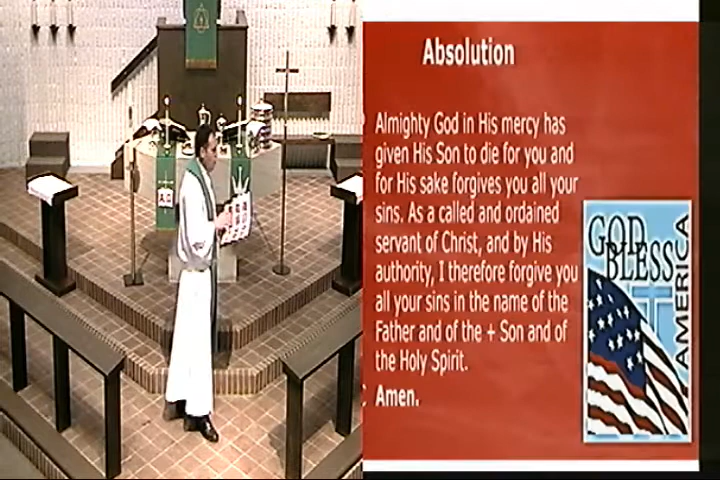 Absolution
Almighty God in His mercy has
given His Son to die for you and
for His sake forgives you all your
sins. As a called and ordained
servant of Christ, and by His
authority, I therefore forgive you
all your sins in the name of the
Father and of the + Son and of
the Holy Spirit.
Amen.
GOD
BLESS
AMERICA